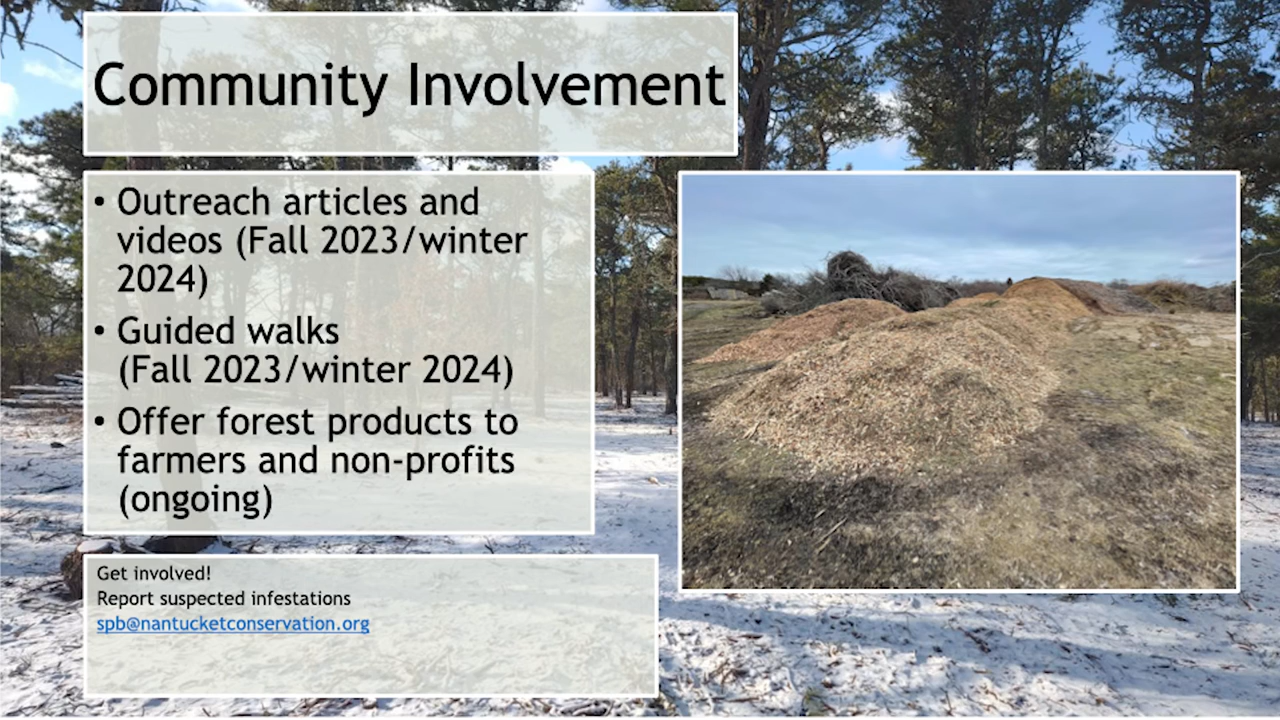 Community Involvement
• Outreach articles and
videos (Fall 2023/winter
2024)
• Guided walks
(Fall 2023/winter 2024)
• Offer forest products to
farmers and non-profits
(ongoing)
Get involved!
Report suspected infestations
spb@nantucketconservation.org